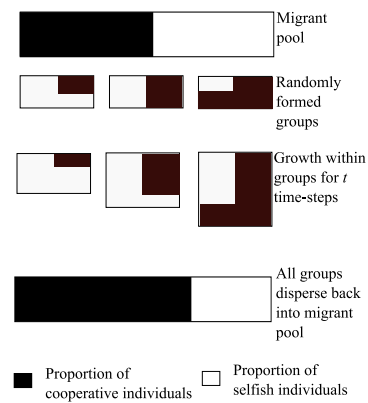 Migrant
pool
Randomly
formed
groups
Growth within
groups for t
time-steps
All groups
disperse back
into migrant
pool
Proportion of
cooperative individuals
Proportion of
selfish individuals